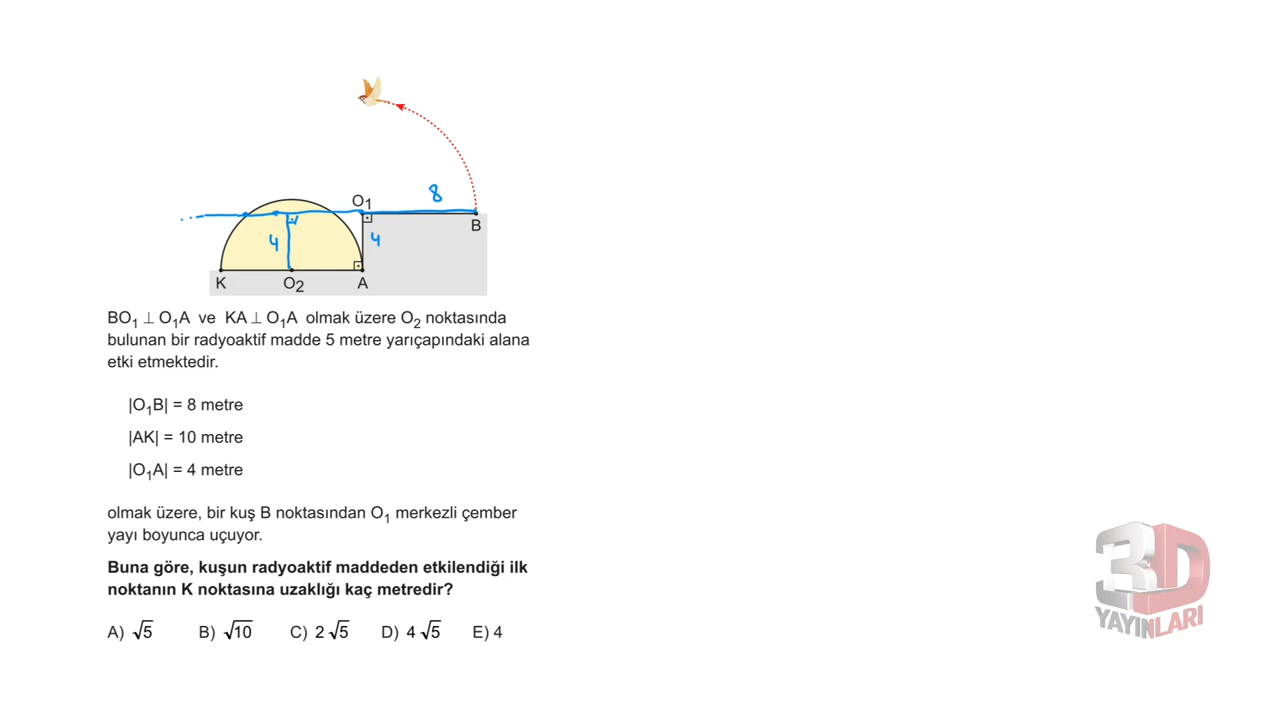 8
O1
B
4
4
K
O2
A
BO1 ⊥ O1A ve KA ⊥ O1A olmak üzere O2 noktasında
bulunan bir radyoaktif madde 5 metre yarıçapındaki alana
etki etmektedir.
|O1B| = 8 metre
|AK| = 10 metre
|O1A| = 4 metre
olmak üzere, bir kuş B noktasından O1 merkezli çember
yayı boyunca uçuyor.
Buna göre, kuşun radyoaktif maddeden etkilendiği ilk
noktanın K noktasına uzaklığı kaç metredir?
A) √5 B) √10 C) 2√5 D) 4√5 E) 4
3D
YAYINLARI